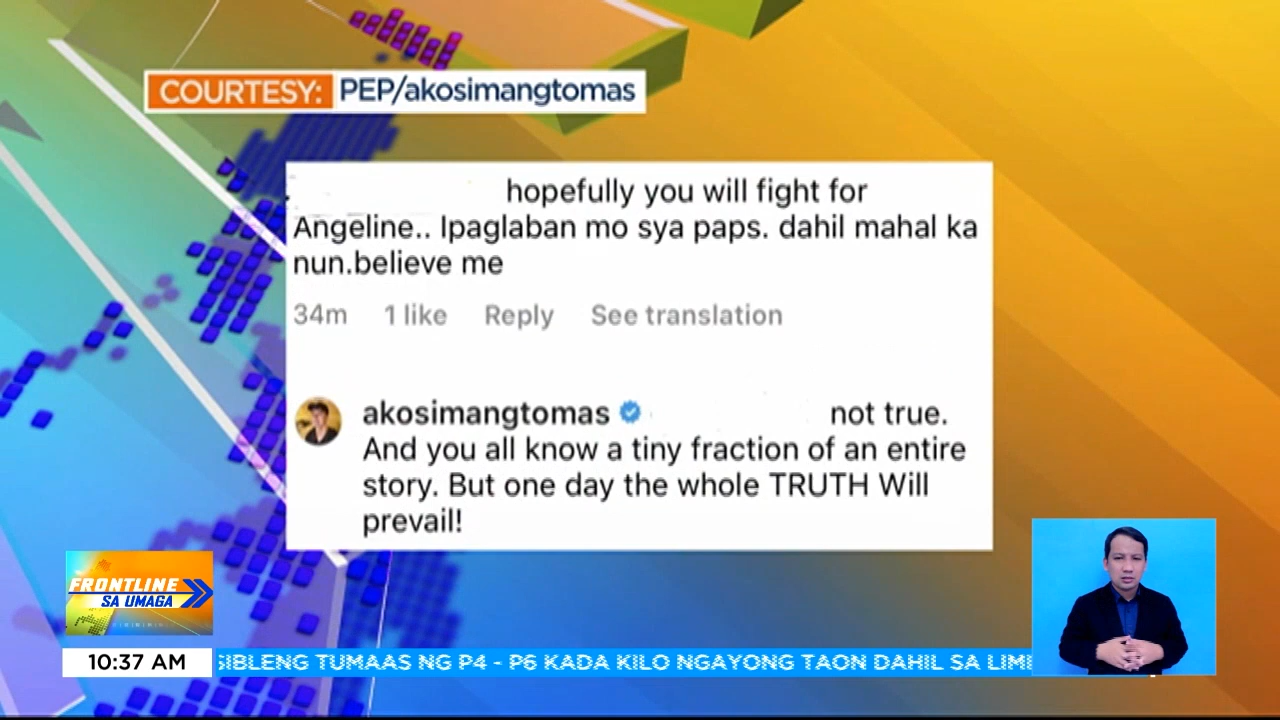 COURTESY: PEP/akosimangtomas
hopefully you will fight for
Angeline.. Ipaglaban mo sya paps. dahil mahal ka
nun.believe me
34m 1 like Reply See translation
akosimangtomas not true.
And you all know a tiny fraction of an entire
story. But one day the whole TRUTH Will
prevail!
FRONTLINE
SA UMAGA
10:37 AM SIBLENG TUMAAS NG P4 - P6 KADA KILO NGAYONG TAON DAHIL SA LIM